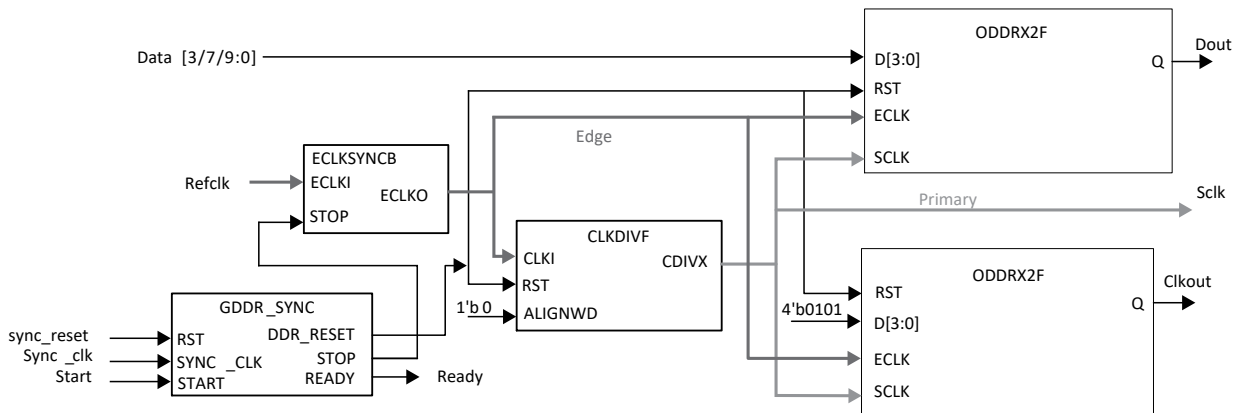 ODDRX2F
Dout
Data [3/7/9:0]
D[3:0]
Q
RST
ECLK
Edge
ECLKSYNCB
SCLK
Refclk
ECLKI
ECLKO
Primary
Sclk
STOP
CLKDIVF
CLKI
CDIVX
ODDRX2F
RST
Clkout
RST
Q
GDDR_SYNC
1'b 0
ALIGNWD
4'b0101
D[3:0]
sync_reset
RST
DDR_RESET
Sync _clk
SYNC _CLK
STOP
ECLK
Start
START
READY
Ready
SCLK